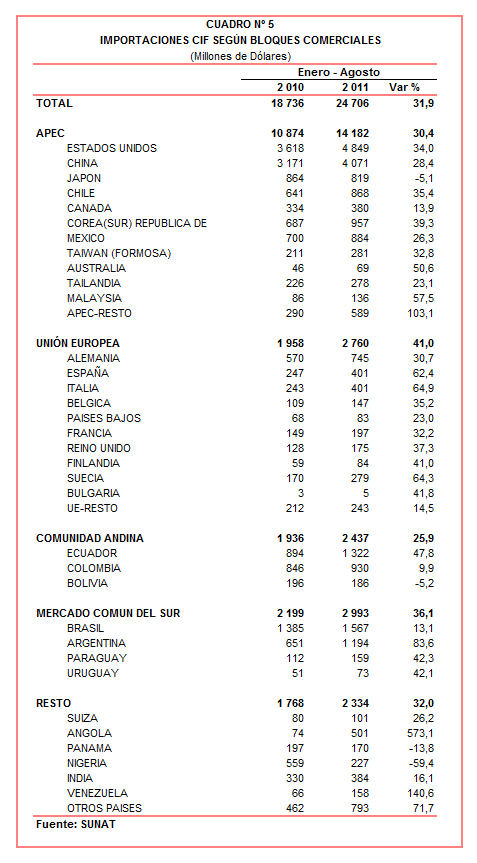 CUADRO Nº 5
IMPORTACIONES CIF SEGÚN BLOQUES COMERCIALES
(Millones de Dólares)
Enero - Agosto
2 010 2 011 Var %
TOTAL 18 736 24 706 31,9
APEC 10 874 14 182 30,4
ESTADOS UNIDOS 3 618 4 849 34,0
CHINA 3 171 4 071 28,4
JAPON 864 819 -5,1
CHILE 641 868 35,4
CANADA 334 380 13,9
COREA(SUR) REPUBLICA DE 687 957 39,3
MEXICO 700 884 26,3
TAIWAN (FORMOSA) 211 281 32,8
AUSTRALIA 46 69 50,6
TAILANDIA 226 278 23,1
MALAYSIA 86 136 57,5
APEC-RESTO 290 589 103,1
UNIÓN EUROPEA 1 958 2 760 41,0
ALEMANIA 570 745 30,7
ESPAÑA 247 401 62,4
ITALIA 243 401 64,9
BELGICA 109 147 35,2
PAISES BAJOS 68 83 23,0
FRANCIA 149 197 32,2
REINO UNIDO 128 175 37,3
FINLANDIA 59 84 41,0
SUECIA 170 279 64,3
BULGARIA 3 5 41,8
UE-RESTO 212 243 14,5
COMUNIDAD ANDINA 1 936 2 437 25,9
ECUADOR 894 1 322 47,8
COLOMBIA 846 930 9,9
BOLIVIA 196 186 -5,2
MERCADO COMUN DEL SUR 2 199 2 993 36,1
BRASIL 1 385 1 567 13,1
ARGENTINA 651 1 194 83,6
PARAGUAY 112 159 42,3
URUGUAY 51 73 42,1
RESTO 1 768 2 334 32,0
SUIZA 80 101 26,2
ANGOLA 74 501 573,1
PANAMA 197 170 -13,8
NIGERIA 559 227 -59,4
INDIA 330 384 16,1
VENEZUELA 66 158 140,6
OTROS PAISES 462 793 71,7
Fuente: SUNAT